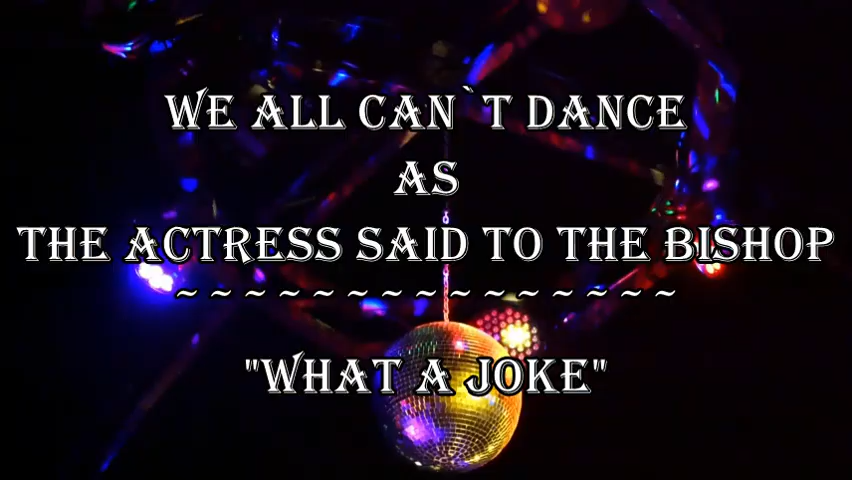 WE ALL CAN`T DANCE
AS
THE ACTRESS SAID TO THE BISHOP
~ ~ ~ ~ ~ ~ ~ ~ ~ ~ ~ ~ ~ ~ ~
"WHAT A JOKE"